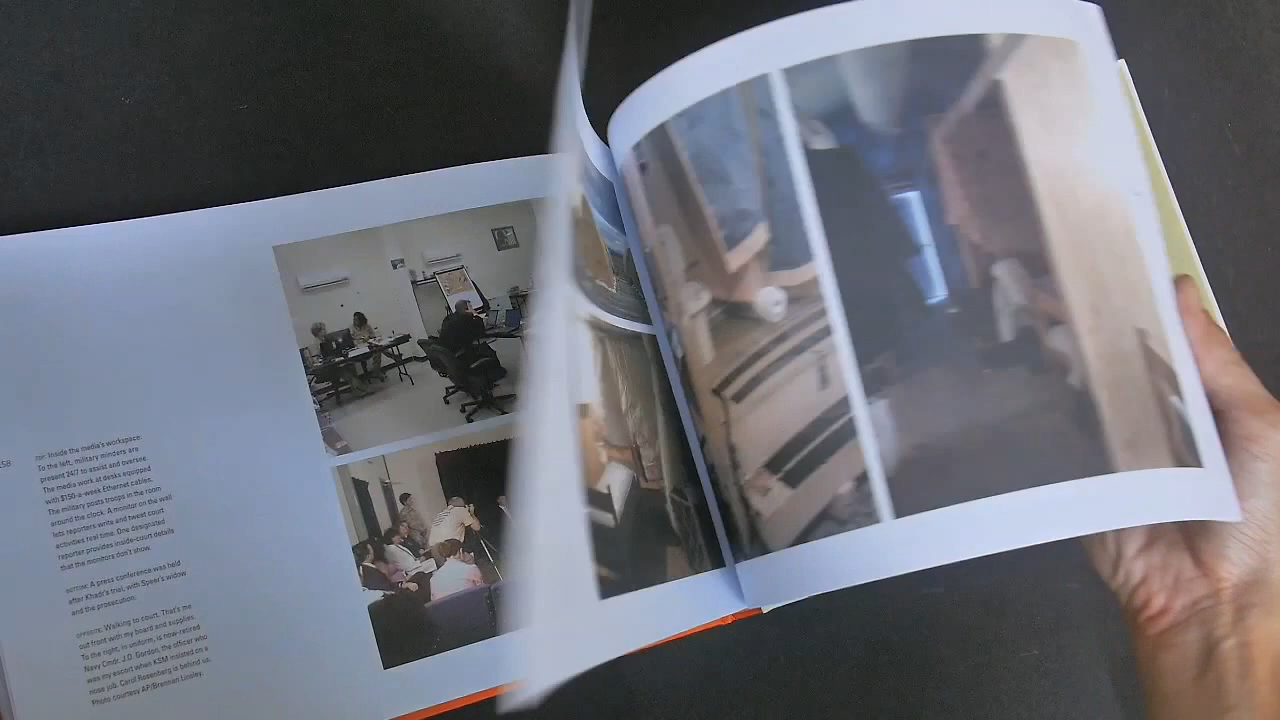 158
TOP: Inside the media's workspace:
To the left, military minders are
present 24/7 to assist and oversee.
The media work at desks equipped
with $150-a-week Ethernet cables.
The military posts troops in the room
around the clock. A monitor on the wall
lets reporters write and tweet court
activities real time. One designated
reporter provides inside-court details
that the monitors don't show.
BOTTOM: A press conference was held
after Khadr's trial, with Speer's widow
and the prosecution.
OPPOSITE: Walking to court. That's me
out front with my board and supplies.
To the right, in uniform, is now-retired
Navy Cmdr. J.D. Gordon, the officer who
was my escort when KSM insisted on a
nose job. Carol Rosenberg is behind us.
Photo courtesy AP/Brennan Linsley.